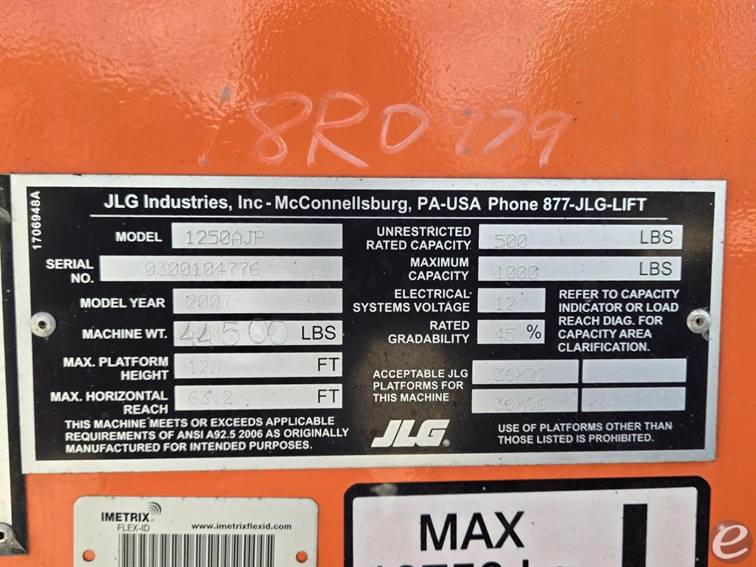 8RD929
1706948A
JLG Industries, Inc - McConnellsburg, PA-USA Phone 877-JLG-LIFT
MODEL 1250AJP
SERIAL NO. 0300104776
MODEL YEAR 2007
MACHINE WT. 44500 LBS
MAX. PLATFORM HEIGHT FT
MAX. HORIZONTAL REACH 63.2 FT
THIS MACHINE MEETS OR EXCEEDS APPLICABLE
REQUIREMENTS OF ANSI A92.5 2006 AS ORIGINALLY
MANUFACTURED FOR INTENDED PURPOSES.
UNRESTRICTED RATED CAPACITY 500 LBS
MAXIMUM CAPACITY 1000 LBS
ELECTRICAL SYSTEMS VOLTAGE 12
RATED GRADABILITY 45 %
REFER TO CAPACITY
INDICATOR OR LOAD
REACH DIAG. FOR
CAPACITY AREA
CLARIFICATION.
ACCEPTABLE JLG
PLATFORMS FOR
THIS MACHINE
36X72
36X96
JLG®
USE OF PLATFORMS OTHER THAN
THOSE LISTED IS PROHIBITED.
IMETRIX
FLEX-ID
www.imetrixflexid.com
MAX
e